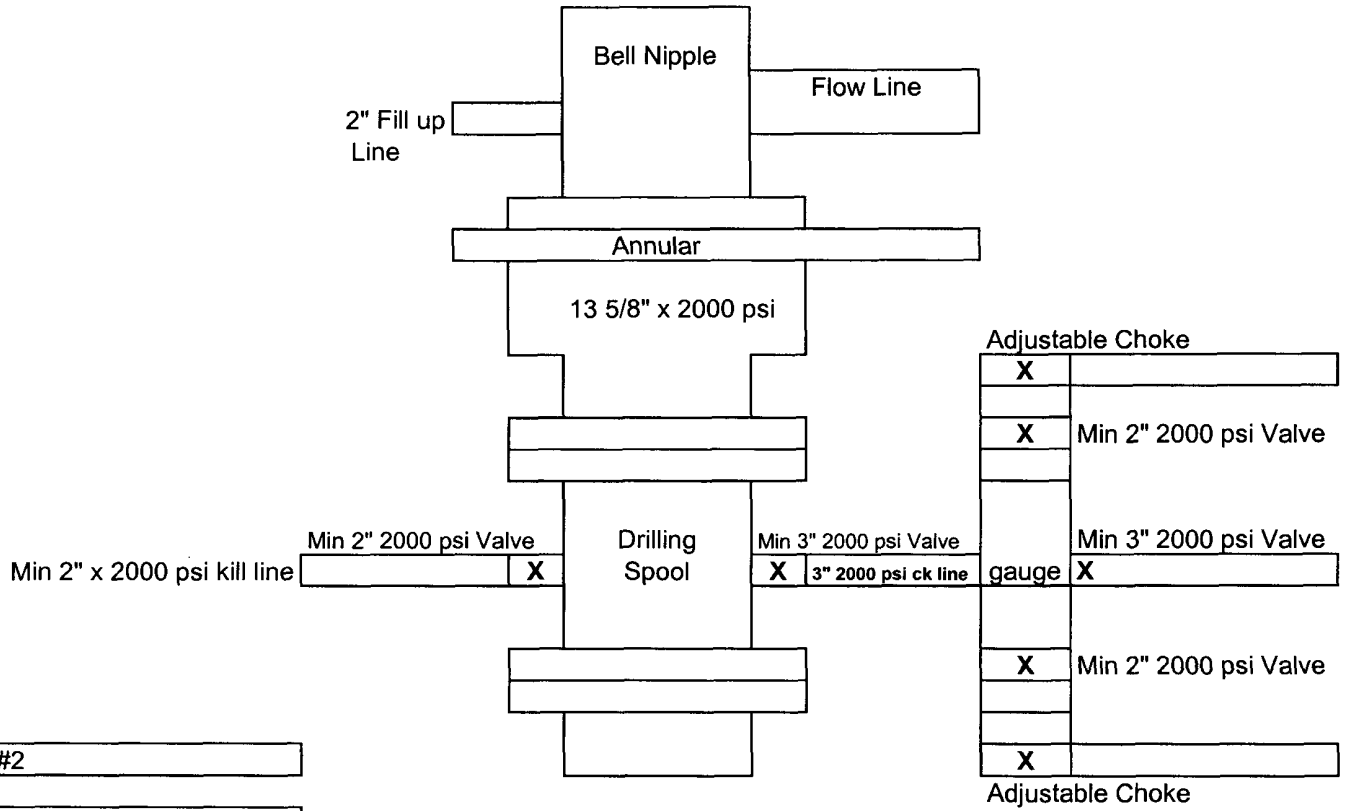 Bell Nipple
Flow Line
2" Fill up
Line
Annular
13 5/8" x 2000 psi
Adjustable Choke
X
X Min 2" 2000 psi Valve
Min 2" 2000 psi Valve
Drilling
Spool
Min 3" 2000 psi Valve
Min 3" 2000 psi Valve
Min 2" x 2000 psi kill line
X
X
3" 2000 psi ck line
gauge
X
X Min 2" 2000 psi Valve
#2
X
Adjustable Choke